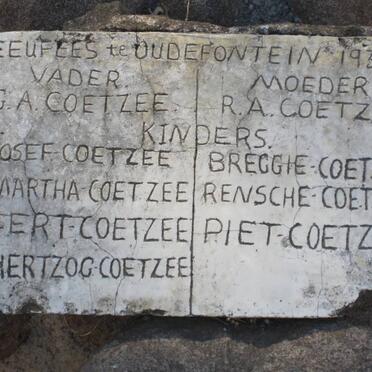 EEUFEES te OUDEFONTEIN 19
VADER. MOEDER
G.A. COETZEE R.A. COETZ
KINDERS.
OSEF-COETZEE BREGGIE-COET
MARTHA-COETZEE RENSCHE-COET
GERT-COETZEE PIET-COETZ
HERTZOG-COETZEE